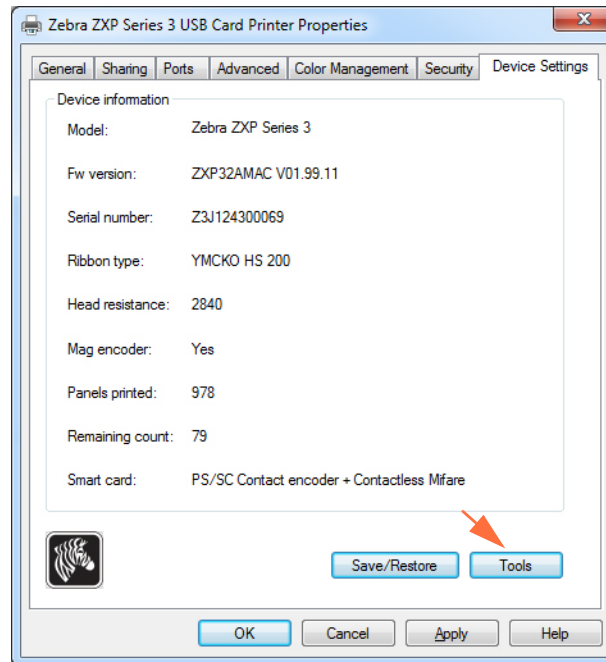 Zebra ZXP Series 3 USB Card Printer Properties
General Sharing Ports Advanced Color Management Security Device Settings
Device information
Model: Zebra ZXP Series 3
Fw version: ZXP32AMAC V01.99.11
Serial number: Z3J124300069
Ribbon type: YMCKO HS 200
Head resistance: 2840
Mag encoder: Yes
Panels printed: 978
Remaining count: 79
Smart card: PS/SC Contact encoder + Contactless Mifare
Save/Restore Tools
OK Cancel Apply Help